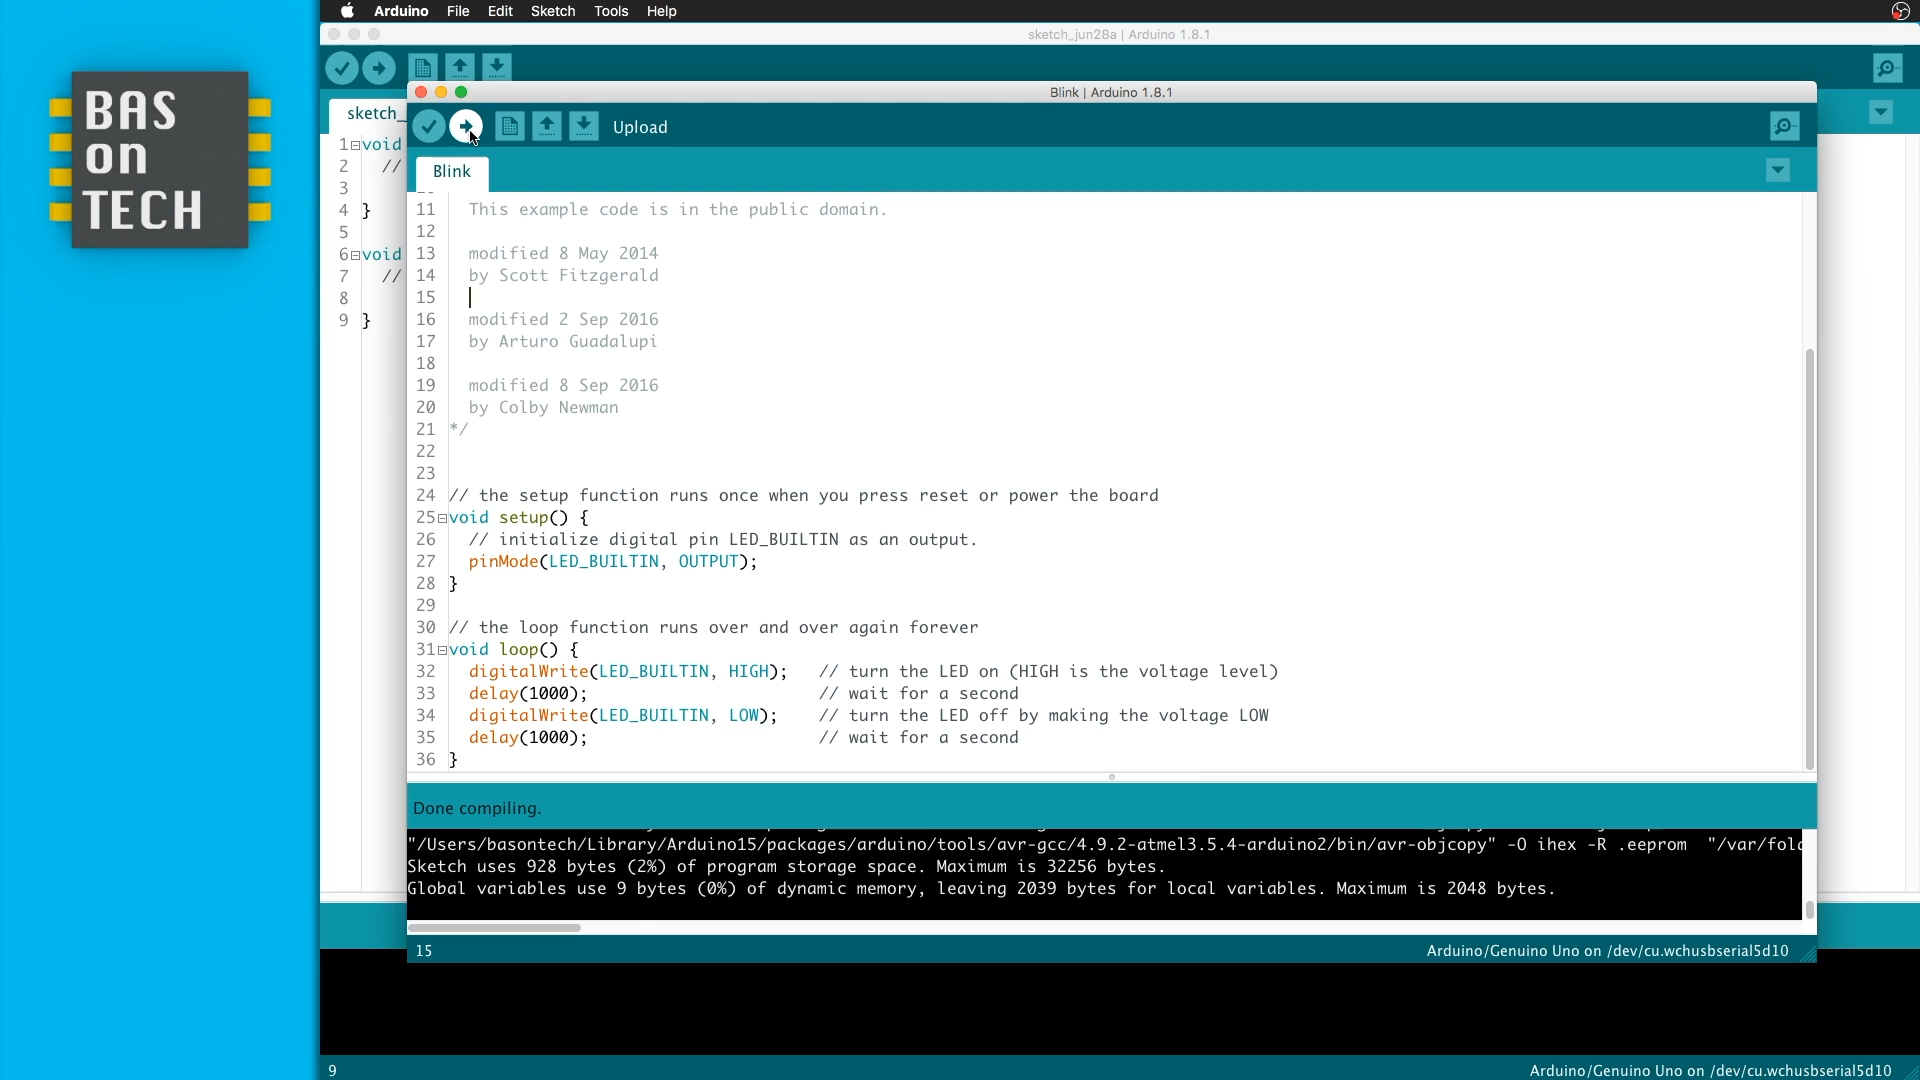 BAS
on
TECH
Arduino File Edit Sketch Tools Help
sketch_jun28a | Arduino 1.8.1
sketch_
1 void
2 //
3
4 }
5
6 void
7 //
8
9 }
Blink | Arduino 1.8.1
Upload
Blink
11 This example code is in the public domain.
12
13 modified 8 May 2014
14 by Scott Fitzgerald
15
16 modified 2 Sep 2016
17 by Arturo Guadalupi
18
19 modified 8 Sep 2016
20 by Colby Newman
21 */
22
23
24 // the setup function runs once when you press reset or power the board
25 void setup() {
26 // initialize digital pin LED_BUILTIN as an output.
27 pinMode(LED_BUILTIN, OUTPUT);
28 }
29
30 // the loop function runs over and over again forever
31 void loop() {
32 digitalWrite(LED_BUILTIN, HIGH); // turn the LED on (HIGH is the voltage level)
33 delay(1000); // wait for a second
34 digitalWrite(LED_BUILTIN, LOW); // turn the LED off by making the voltage LOW
35 delay(1000); // wait for a second
36 }
Done compiling.
"/Users/basontech/Library/Arduino15/packages/arduino/tools/avr-gcc/4.9.2-atmel3.5.4-arduino2/bin/avr-objcopy" -O ihex -R .eeprom "/var/fol
Sketch uses 928 bytes (2%) of program storage space. Maximum is 32256 bytes.
Global variables use 9 bytes (0%) of dynamic memory, leaving 2039 bytes for local variables. Maximum is 2048 bytes.
15 Arduino/Genuino Uno on /dev/cu.wchusbserial5d10
9 Arduino/Genuino Uno on /dev/cu.wchusbserial5d10